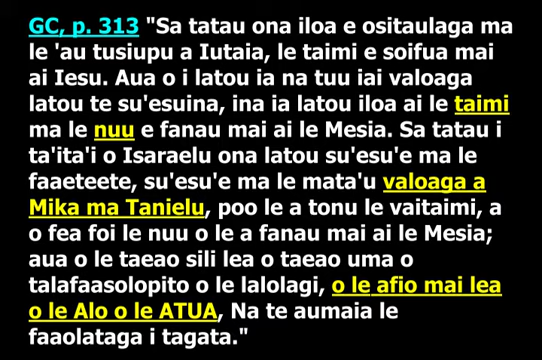 GC, p. 313 "Sa tatau ona iloa e ositaulaga ma
le 'au tusiupu a Iutaia, le taimi e soifua mai
ai Iesu. Aua o i latou ia na tuu iai valoaga
latou te su'esuina, ina ia latou iloa ai le taimi
ma le nuu e fanau mai ai le Mesia. Sa tatau i
ta'ita'i o Isaraelu ona latou su'esu'e ma le
faaeteete, su'esu'e ma le mata'u valoaga a
Mika ma Tanielu, poo le a tonu le vaitaimi, a
o fea foi le nuu o le a fanau mai ai le Mesia;
aua o le taeao sili lea o taeao uma o
talafaasolopito o le lalolagi, o le afio mai lea
o le Alo o le ATUA, Na te aumaia le
faaolataga i tagata."